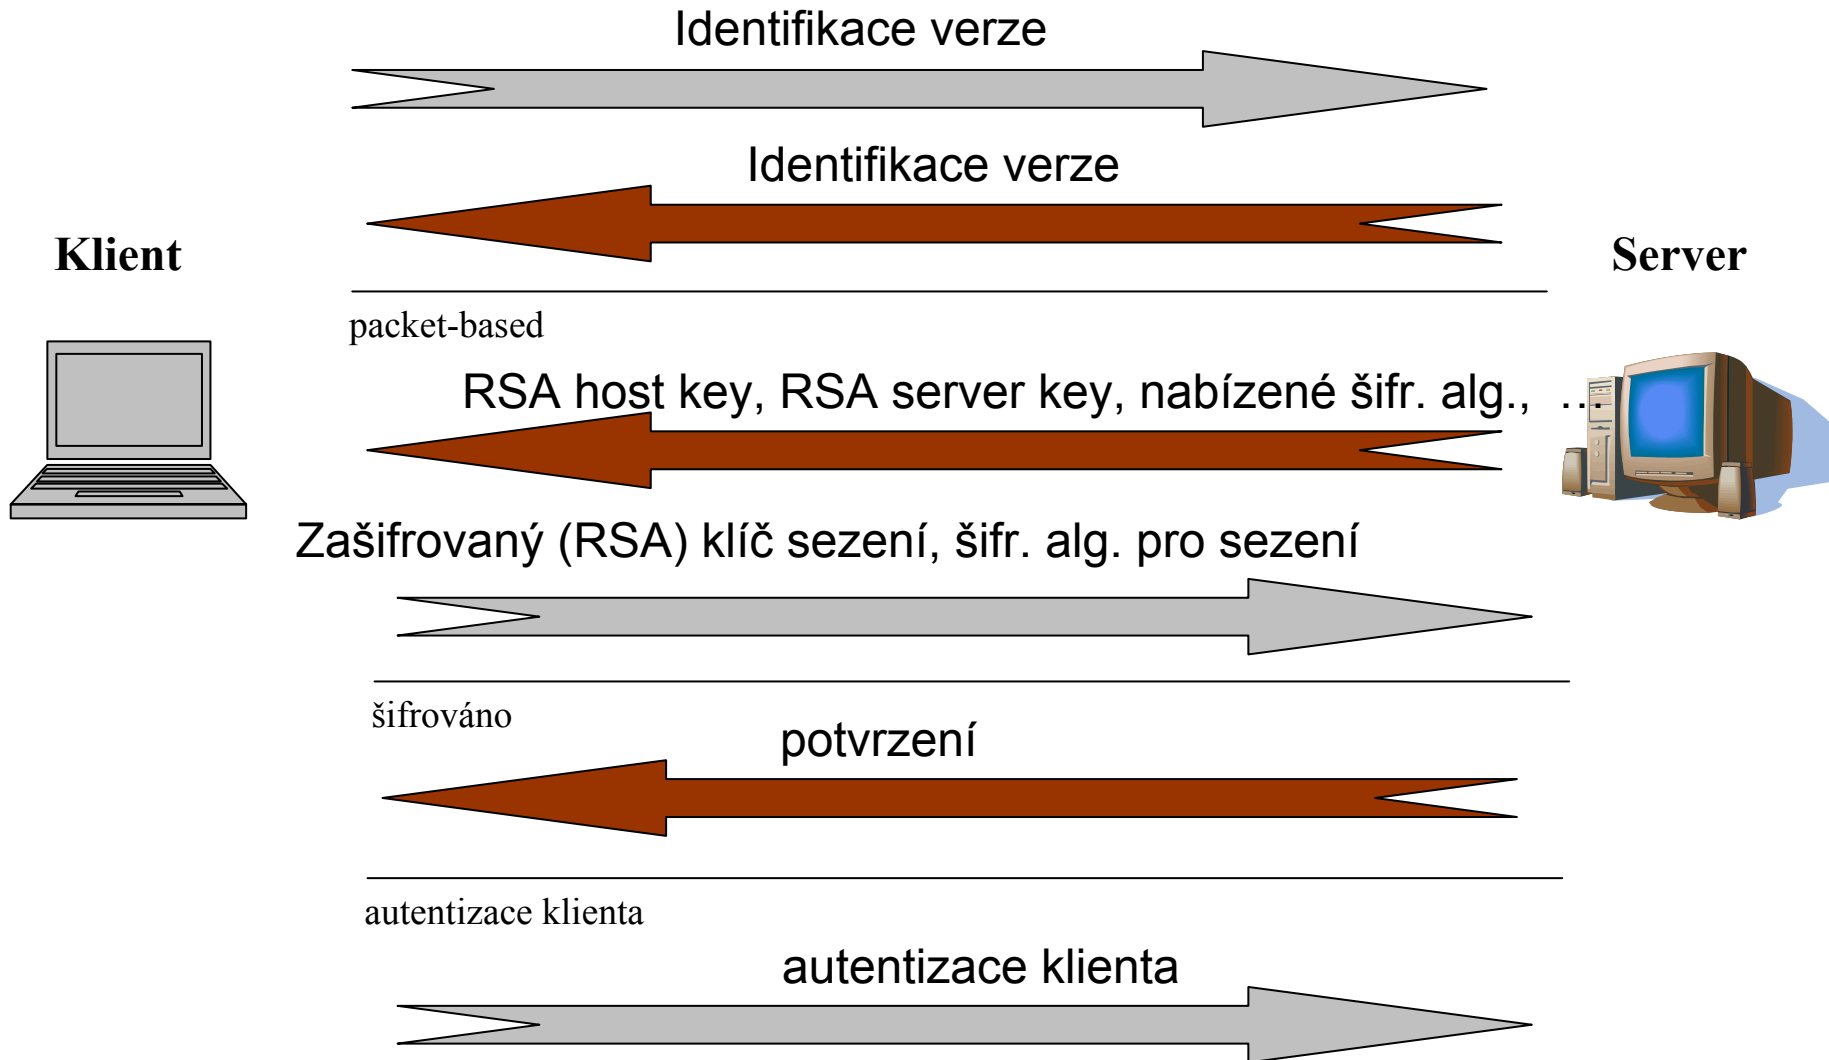 Identifikace verze
Identifikace verze
Klient
Server
packet-based
RSA host key, RSA server key, nabízené šifr. alg., …
Zašifrovaný (RSA) klíč sezení, šifr. alg. pro sezení
šifrováno
potvrzení
autentizace klienta
autentizace klienta